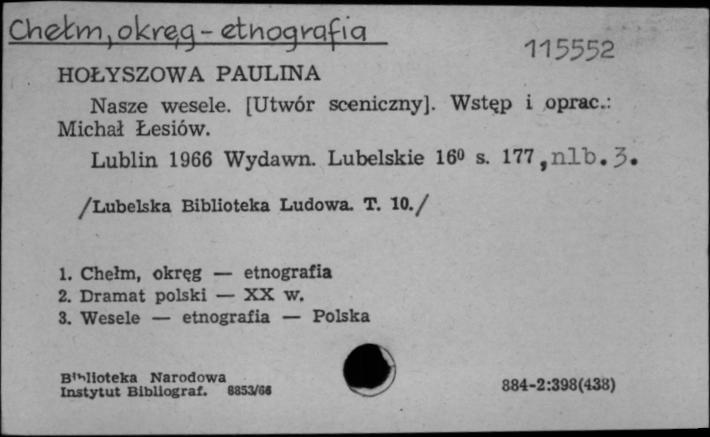 Chełm, okręg - etnografia
115552
HOŁYSZOWA PAULINA
Nasze wesele. [Utwór sceniczny]. Wstęp i oprac.:
Michał Łesiów.
Lublin 1966 Wydawn. Lubelskie 16⁰ s. 177, nlb. 3.
/Lubelska Biblioteka Ludowa. T. 10./
1. Chełm, okręg — etnografia
2. Dramat polski — XX w.
3. Wesele — etnografia — Polska
Biblioteka Narodowa
Instytut Bibliograf. 8853/66
884-2:398(438)